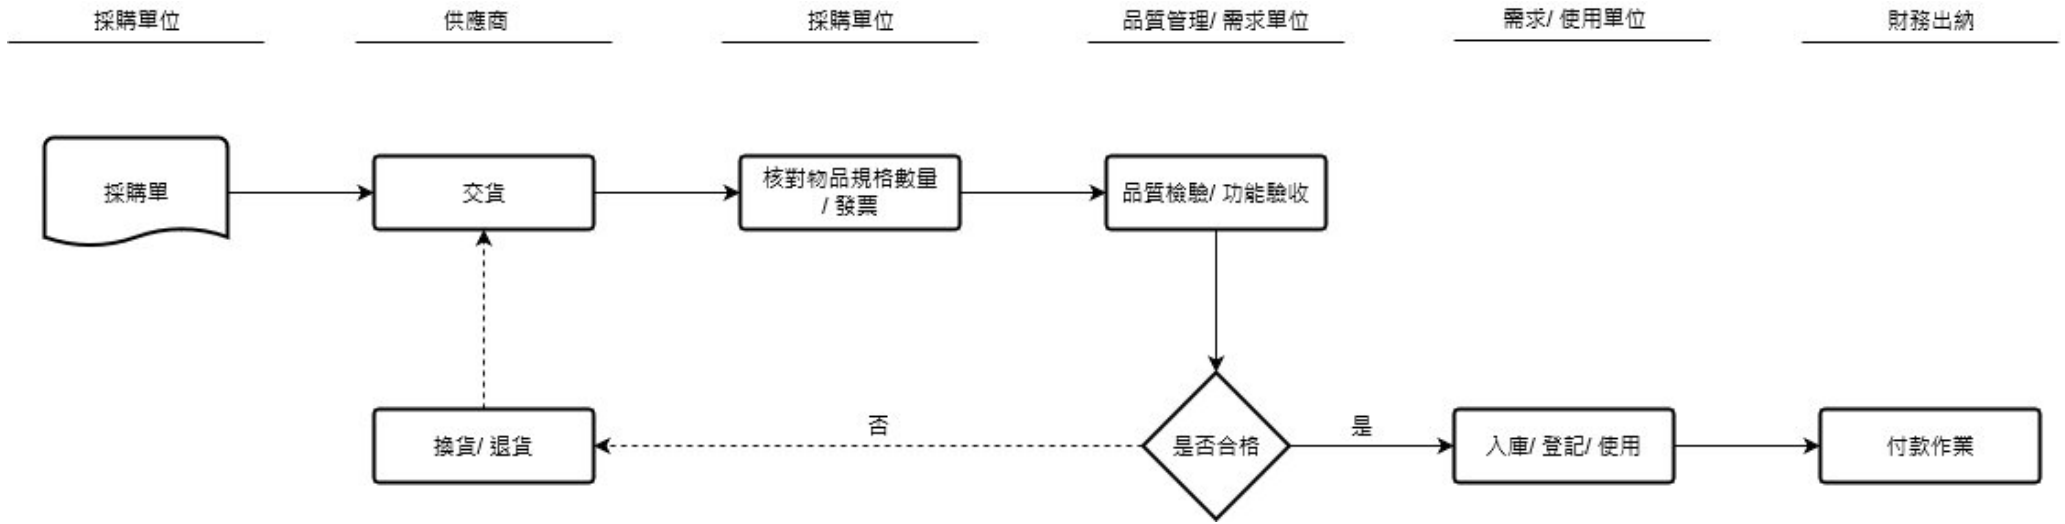 採購單位
供應商
採購單位
品質管理/ 需求單位
需求/ 使用單位
財務出納
採購單
交貨
核對物品規格數量
/ 發票
品質檢驗/ 功能驗收
換貨/ 退貨
否
是否合格
是
入庫/ 登記/ 使用
付款作業